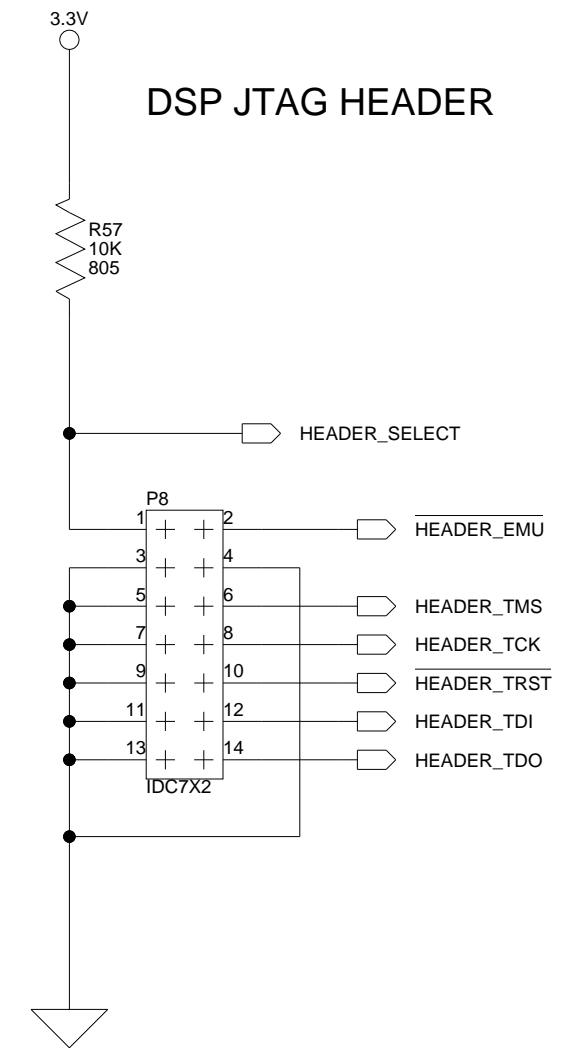 3.3V
DSP JTAG HEADER
R57
10K
805
HEADER_SELECT
P8
1 2 HEADER_EMU
3 4
5 6 HEADER_TMS
7 8 HEADER_TCK
9 10 HEADER_TRST
11 12 HEADER_TDI
13 14 HEADER_TDO
IDC7X2